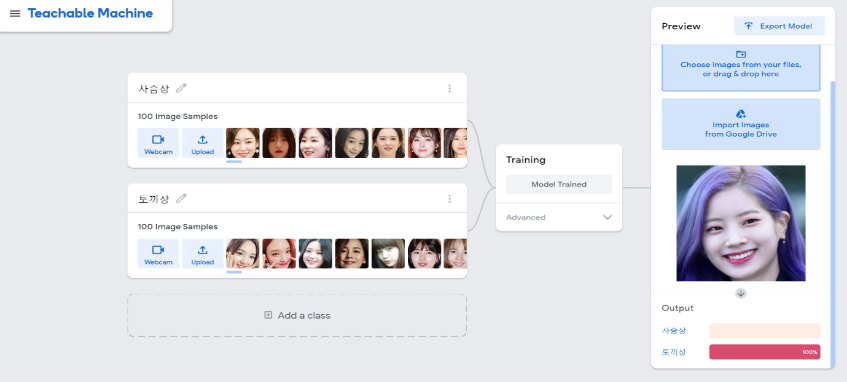 Teachable Machine
사슴상
100 Image Samples
Webcam
Upload
토끼상
100 Image Samples
Webcam
Upload
Add a class
Training
Model Trained
Advanced
Preview
Export Model
Choose images from your files,
or drag & drop here
Import images
from Google Drive
Output
사슴상
토끼상
100%